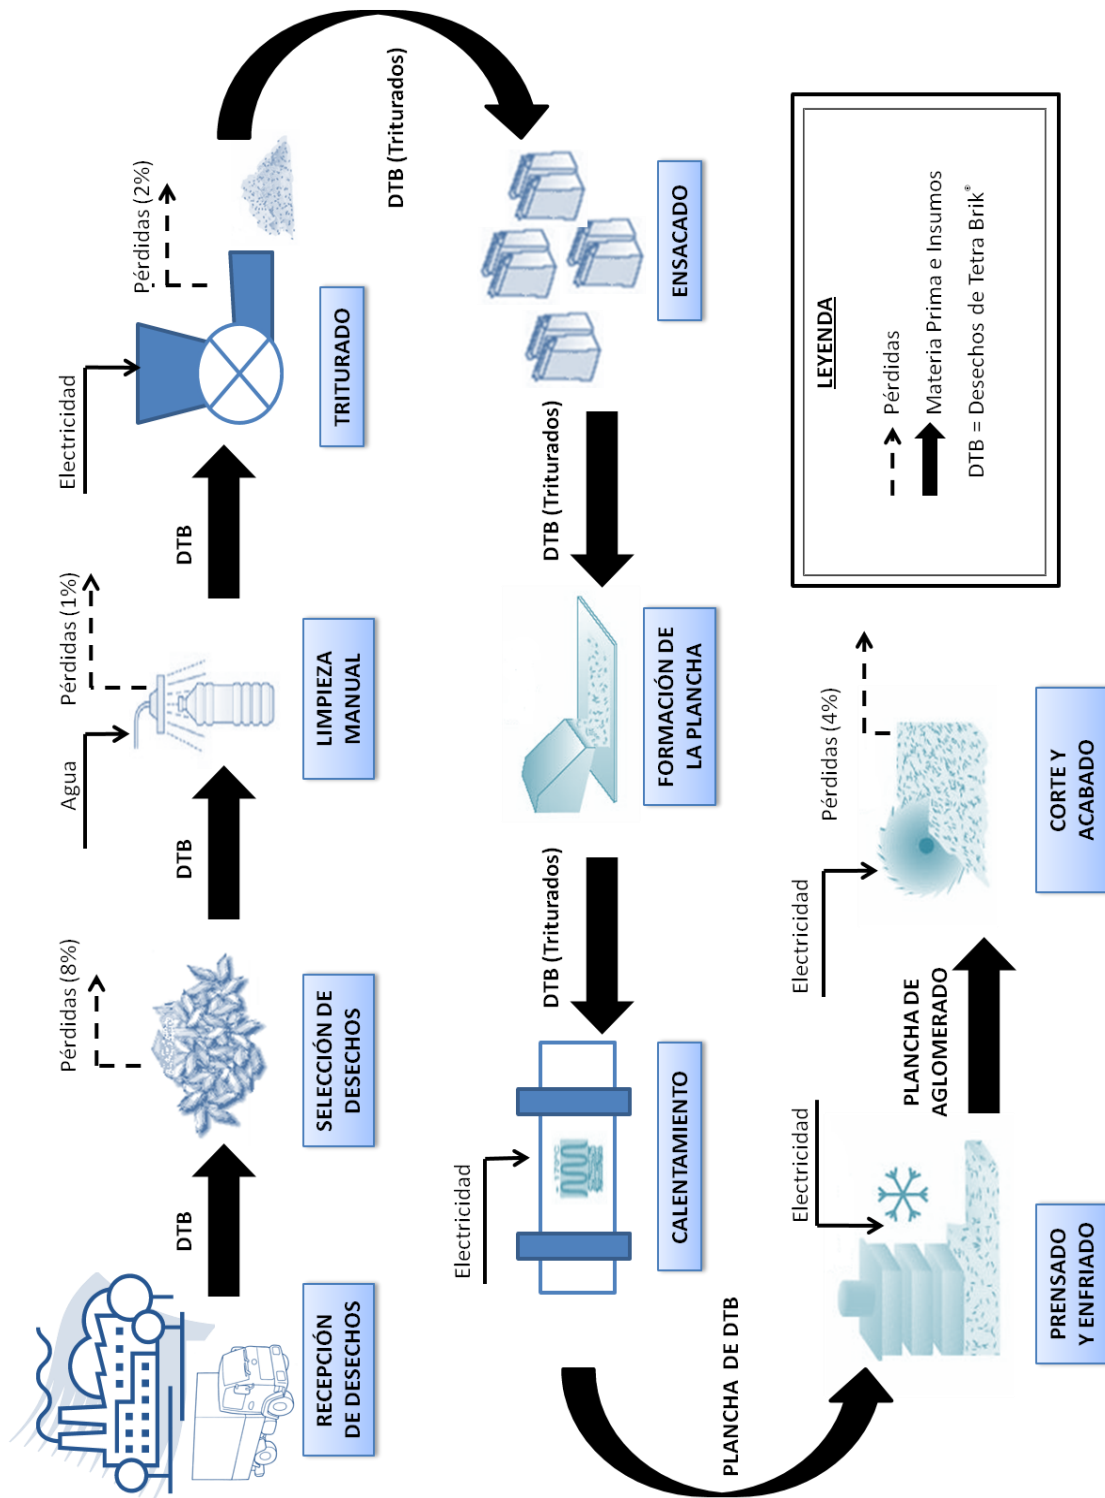 Pérdidas (8%)
Agua
Pérdidas (1%)
Electricidad
Pérdidas (2%)
DTB
DTB
DTB
DTB (Triturados)
RECEPCIÓN
DE DESECHOS
SELECCIÓN DE
DESECHOS
LIMPIEZA
MANUAL
TRITURADO
Electricidad
DTB (Triturados)
DTB (Triturados)
CALENTAMIENTO
FORMACIÓN DE
LA PLANCHA
ENSACADO
PLANCHA DE DTB
Electricidad
PLANCHA DE
AGLOMERADO
Electricidad
Pérdidas (4%)
PRENSADO
Y ENFRIADO
CORTE Y
ACABADO
LEYENDA
Pérdidas
Materia Prima e Insumos
DTB = Desechos de Tetra Brik®